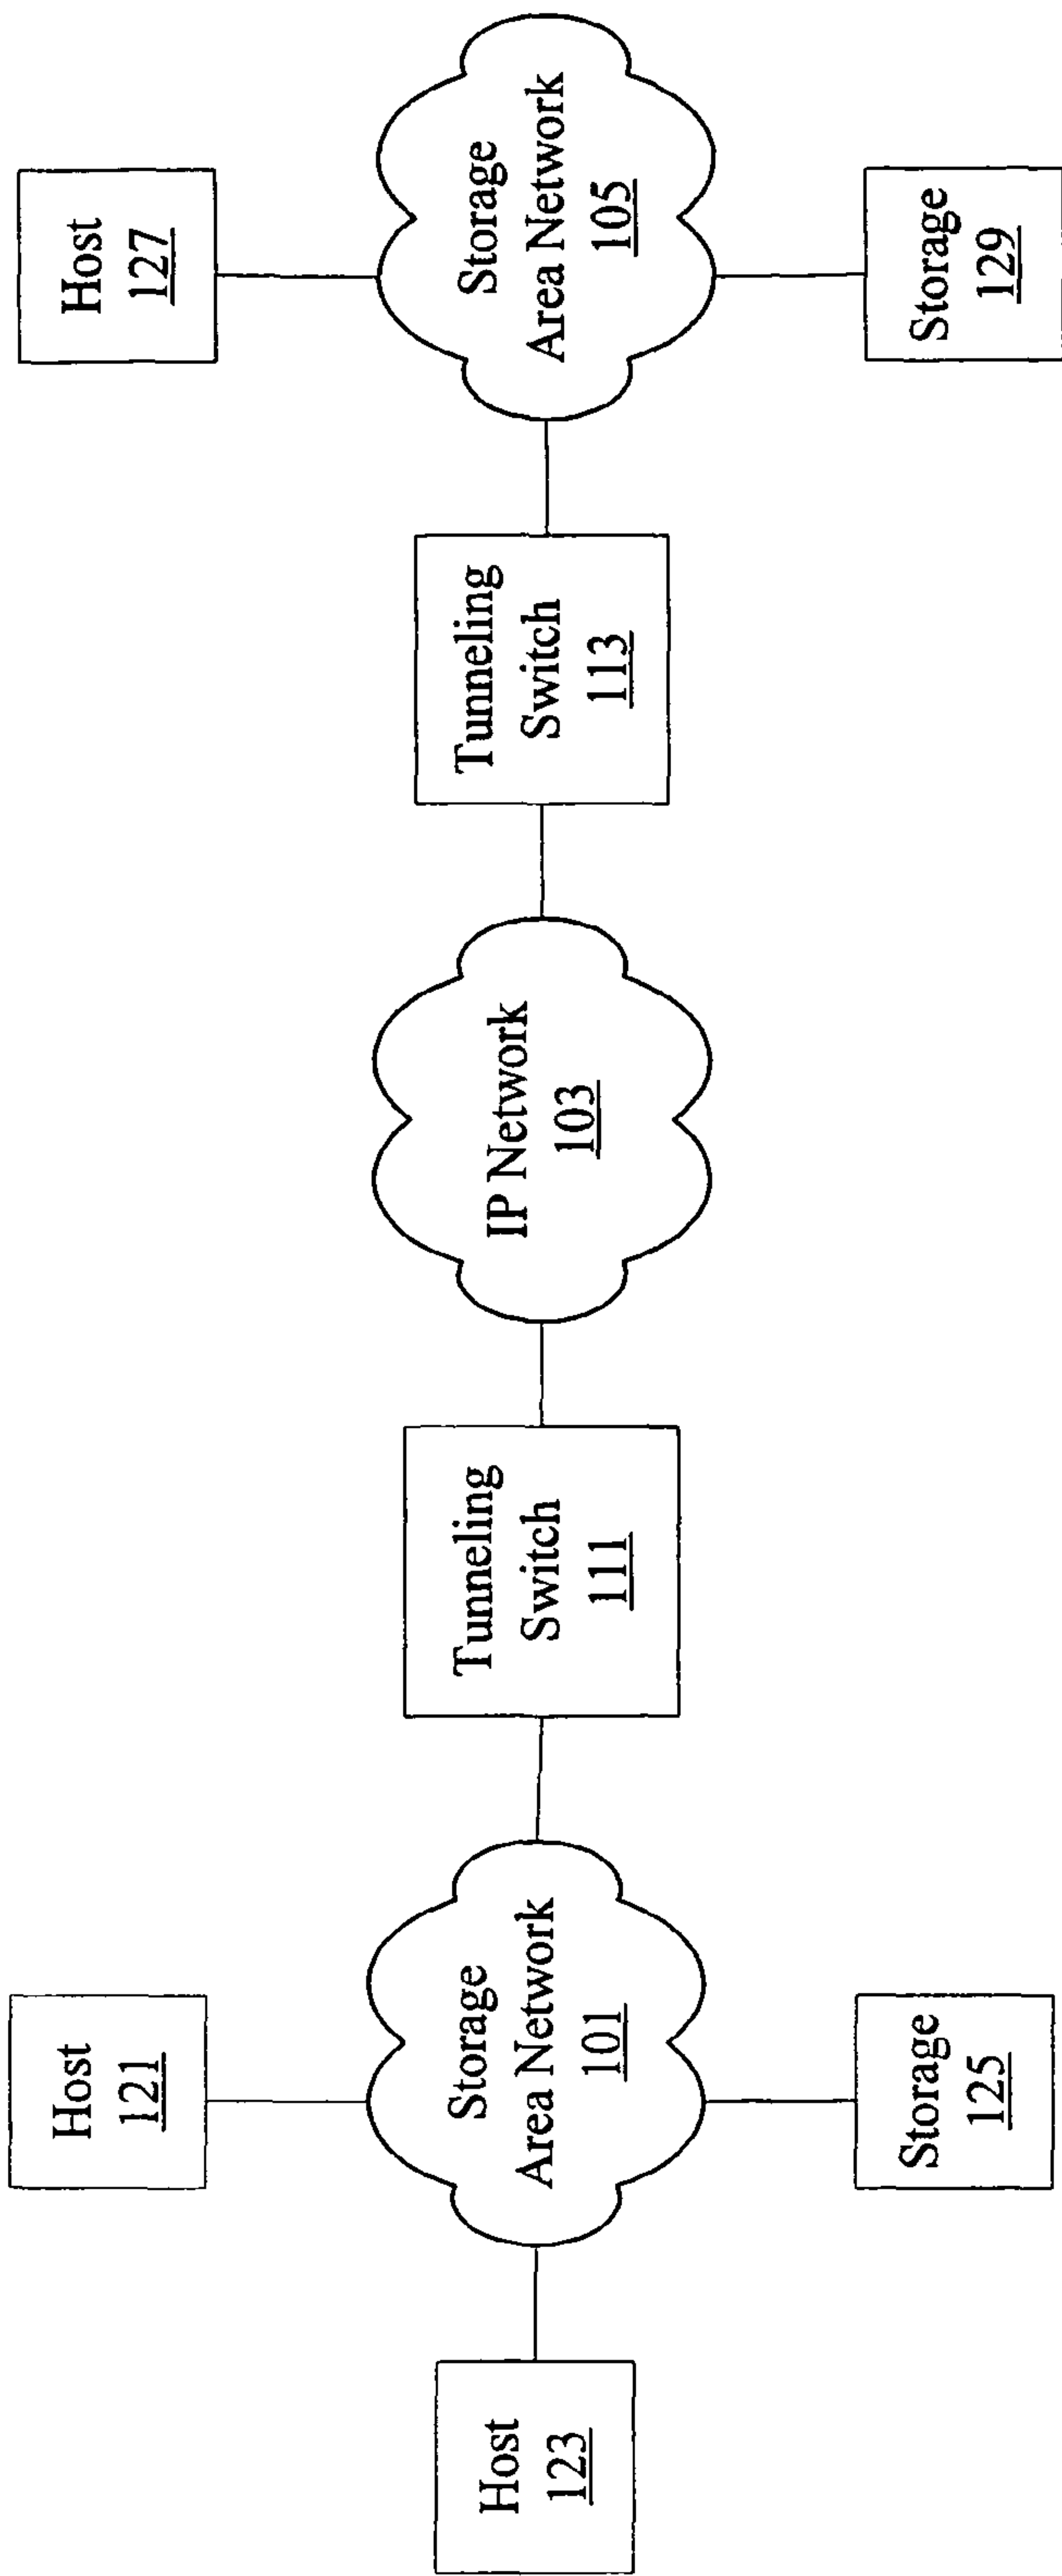 Host
121
Host
127
Host
123
Storage
Area Network
101
Tunneling
Switch
111
IP Network
103
Tunneling
Switch
113
Storage
Area Network
105
Storage
125
Storage
129